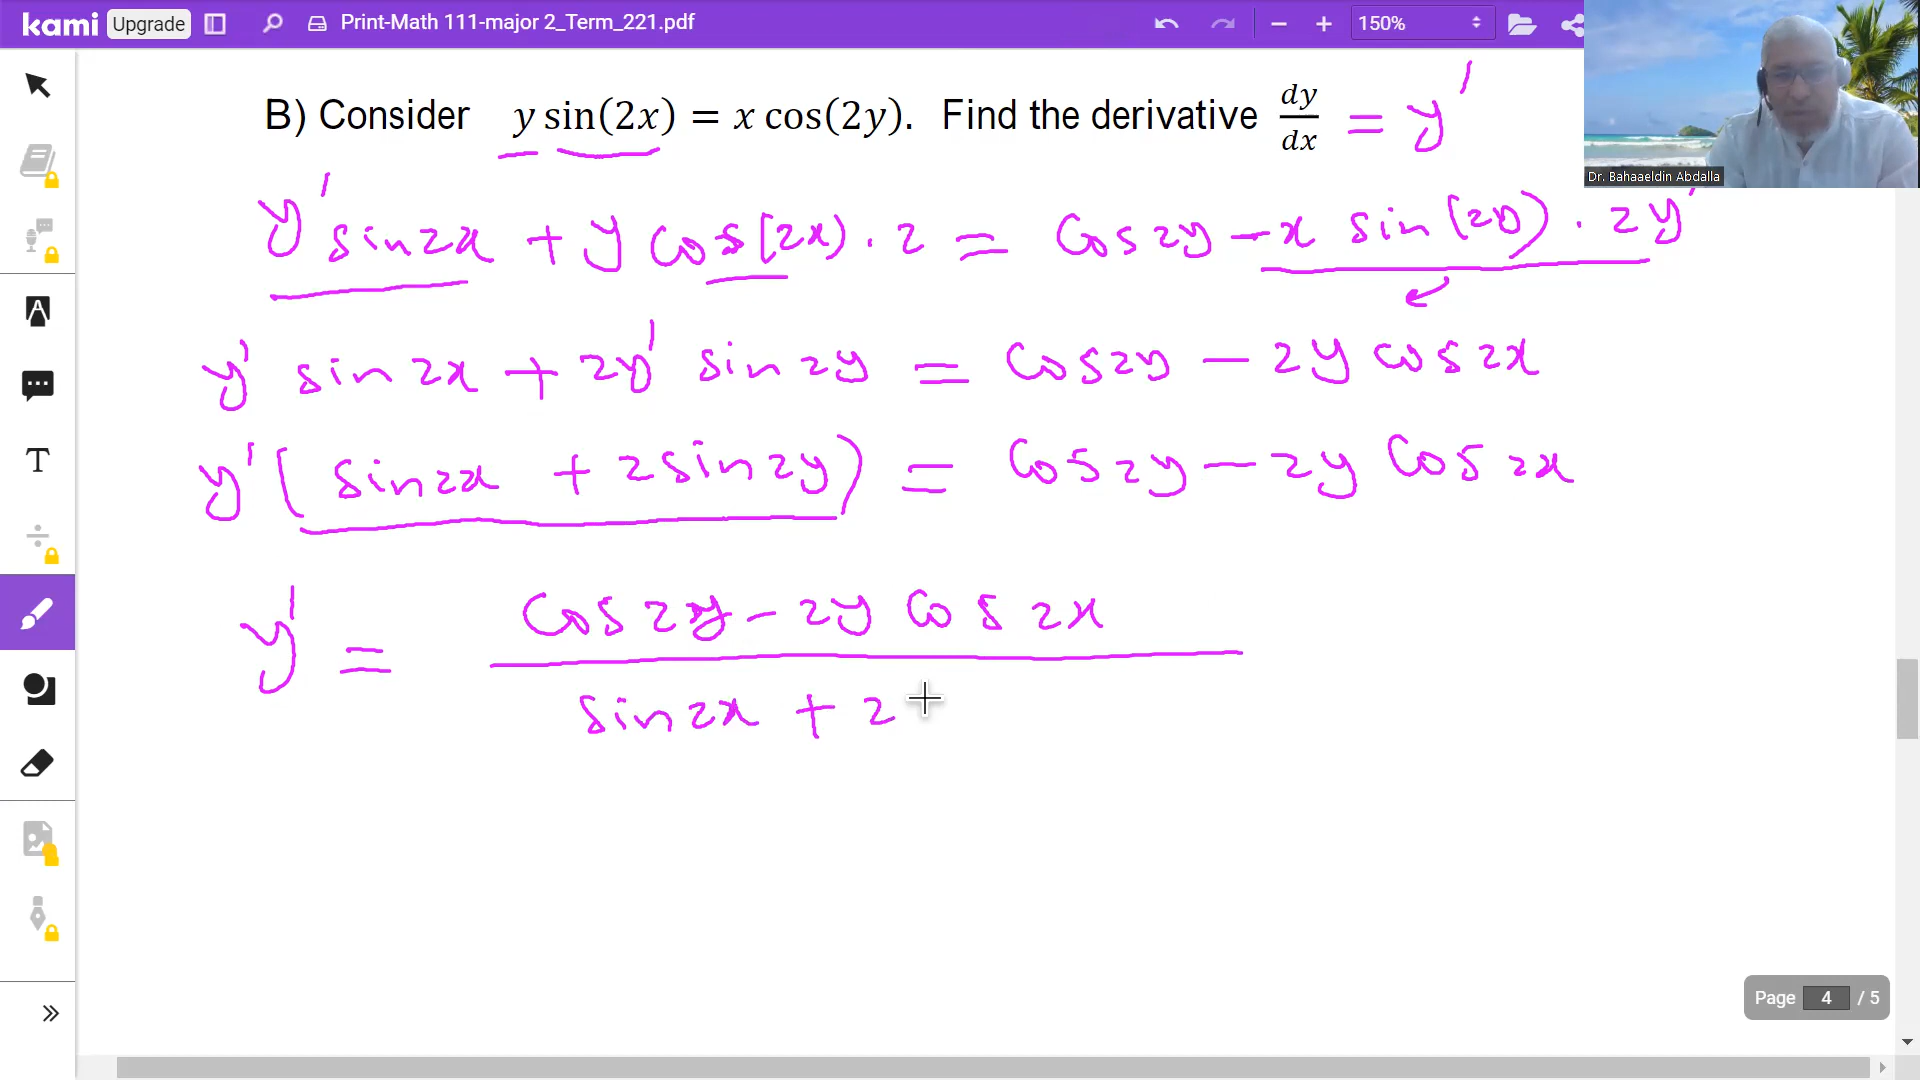 kami Upgrade Print-Math 111-major 2_Term_221.pdf 150%
B) Consider y sin(2x) = x cos(2y). Find the derivative dy/dx = y'
Dr. Bahaaeldin Abdalla
y' sin2x + y cos(2x) . 2 = cos2y - x sin(2y) . 2y'
y' sin2x + 2y' sin2y = cos2y - 2y cos2x
y' ( sin2x + 2sin2y ) = cos2y - 2y cos2x
y' = cos2y - 2y cos2x
sin2x + 2
T
Page 4 / 5